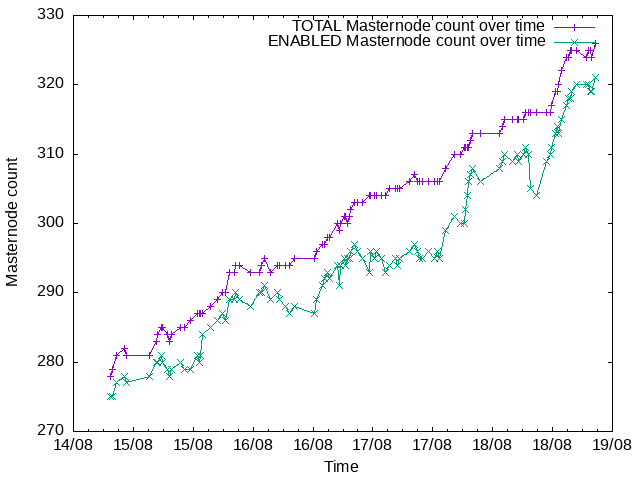 330
320
310
300
290
280
270
Masternode count
TOTAL Masternode count over time
ENABLED Masternode count over time
14/08 15/08 15/08 16/08 16/08 17/08 17/08 18/08 18/08 19/08
Time